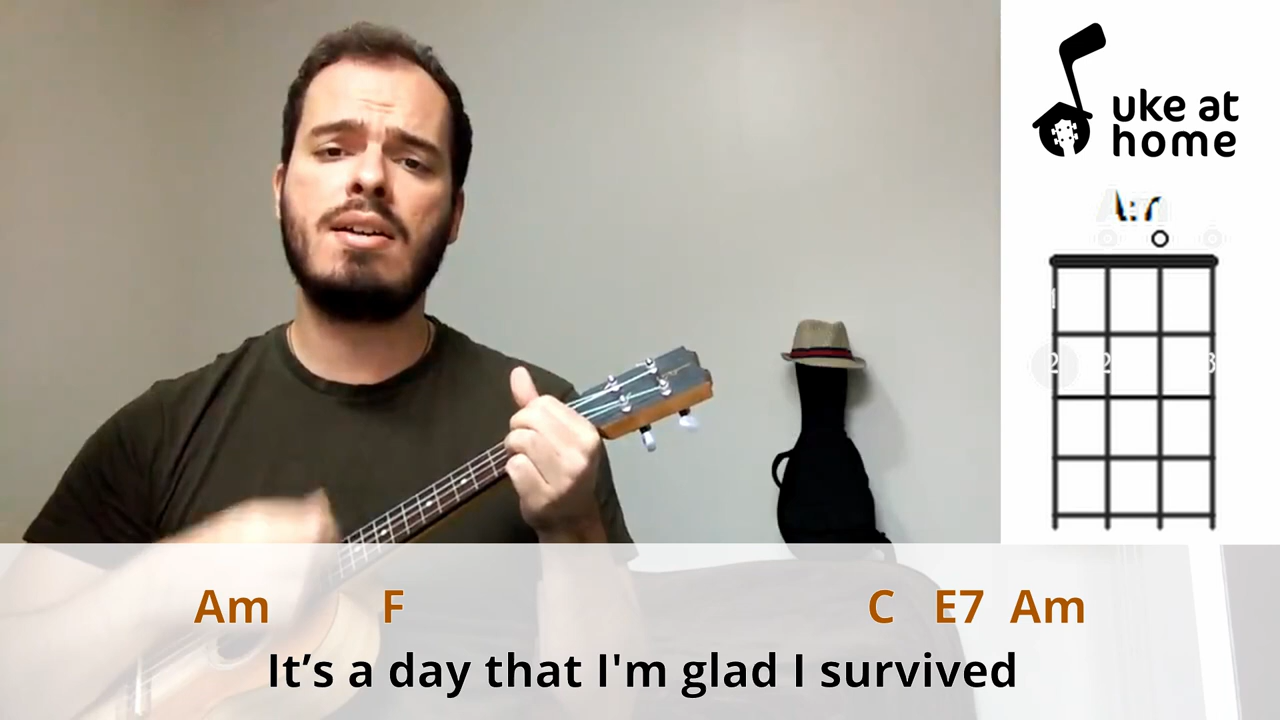 uke at
home
Am F C E7 Am
It’s a day that I'm glad I survived